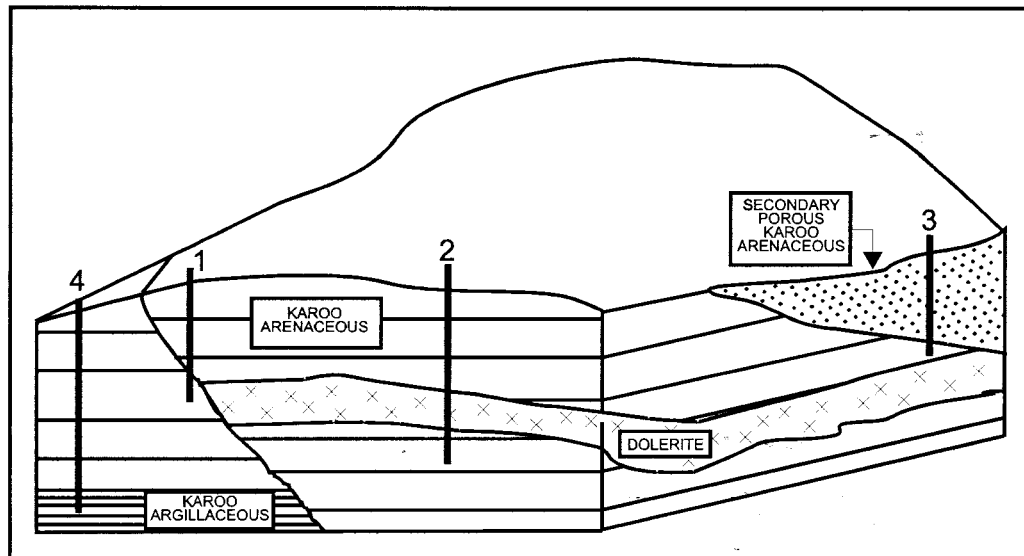 SECONDARY
POROUS
KAROO
ARENACEOUS
3
2
1
4
KAROO
ARENACEOUS
DOLERITE
KAROO
ARGILLACEOUS